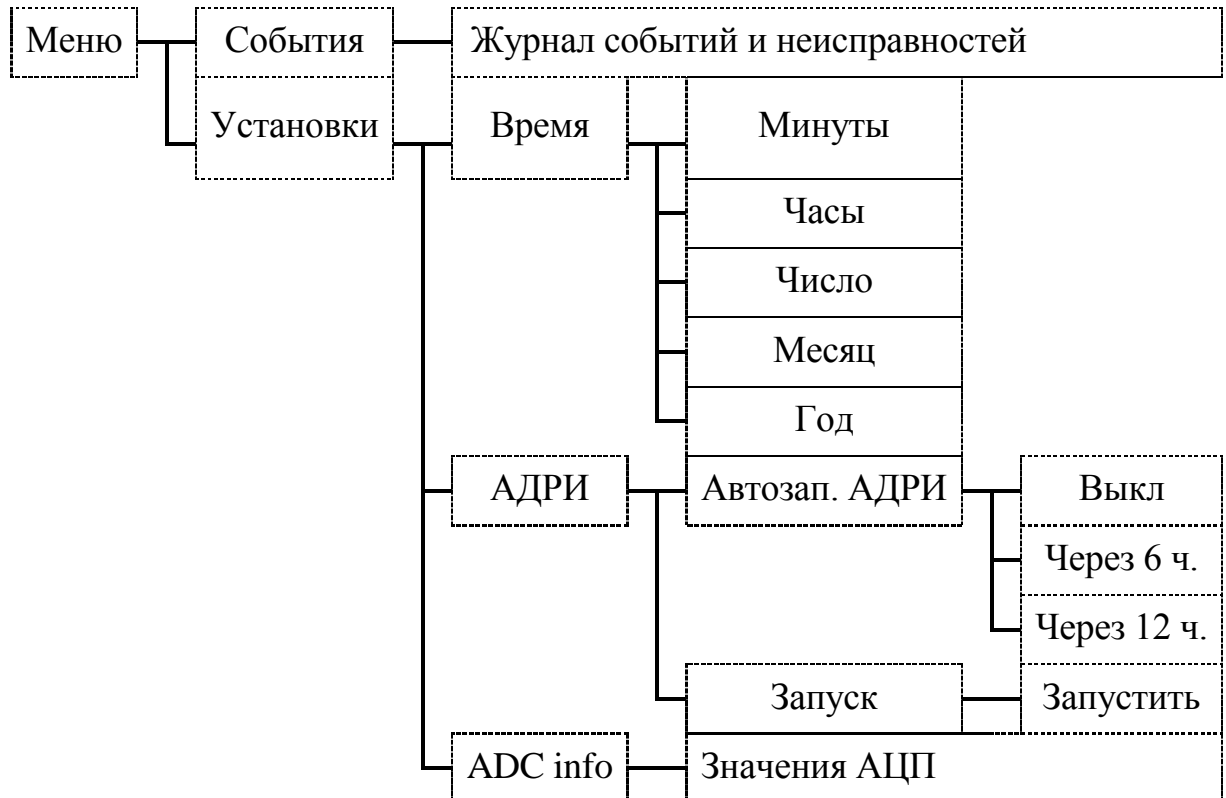 Меню
События
Журнал событий и неисправностей
Установки
Время
Минуты
Часы
Число
Месяц
Год
АДРИ
Автозап. АДРИ
Выкл
Через 6 ч.
Через 12 ч.
Запуск
Запустить
ADC info
Значения АЦП